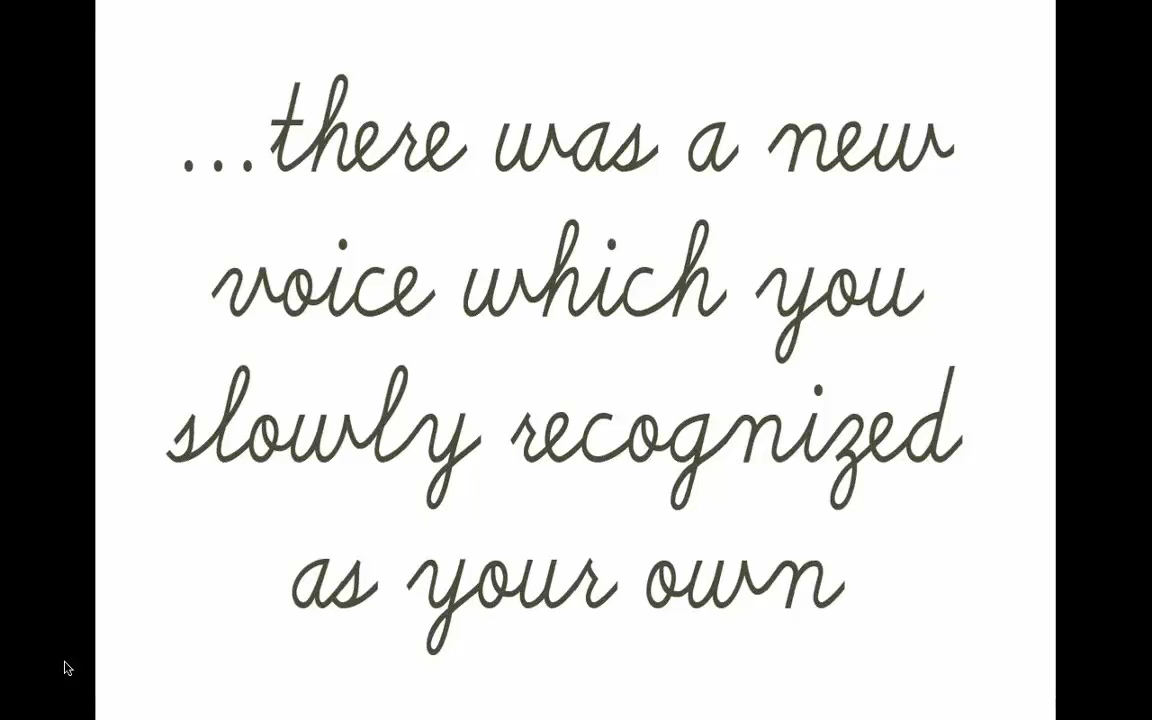 ...there was a new
voice which you
slowly recognized
as your own